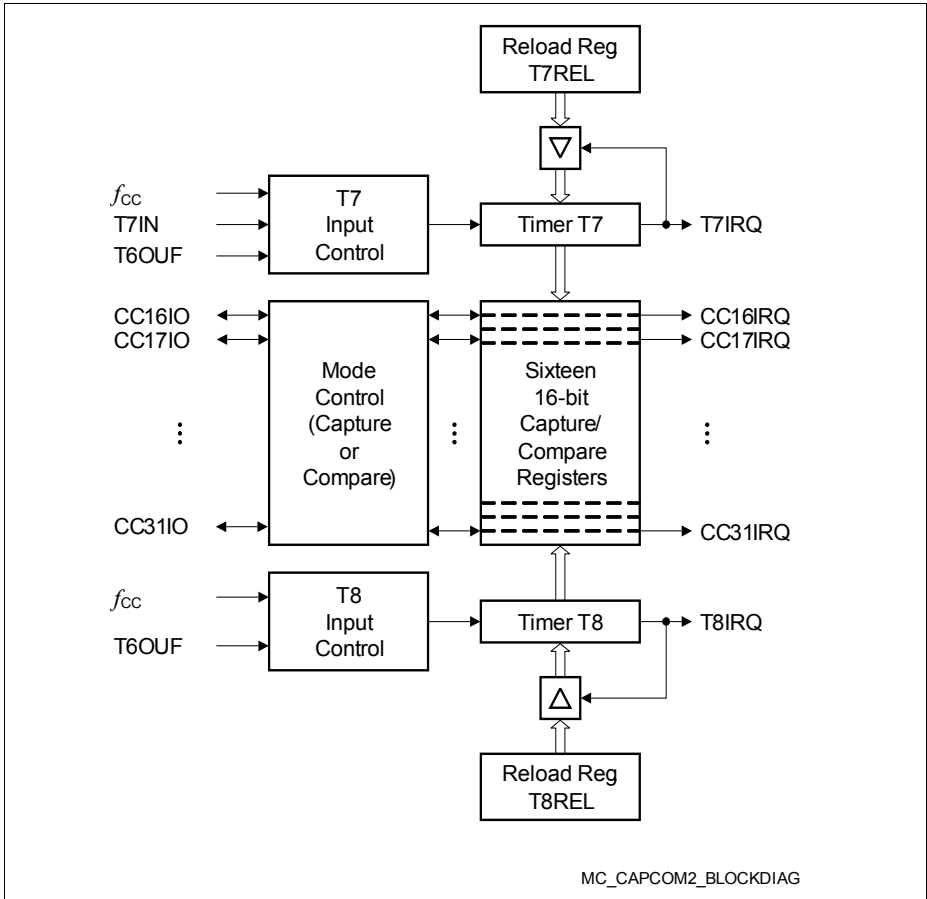 Reload Reg
T7REL
fCC
T7IN
T6OUF
T7
Input
Control
Timer T7
T7IRQ
CC16IO
CC17IO
CC31IO
Mode
Control
(Capture
or
Compare)
Sixteen
16-bit
Capture/
Compare
Registers
CC16IRQ
CC17IRQ
CC31IRQ
fCC
T6OUF
T8
Input
Control
Timer T8
T8IRQ
Reload Reg
T8REL
MC_CAPCOM2_BLOCKDIAG